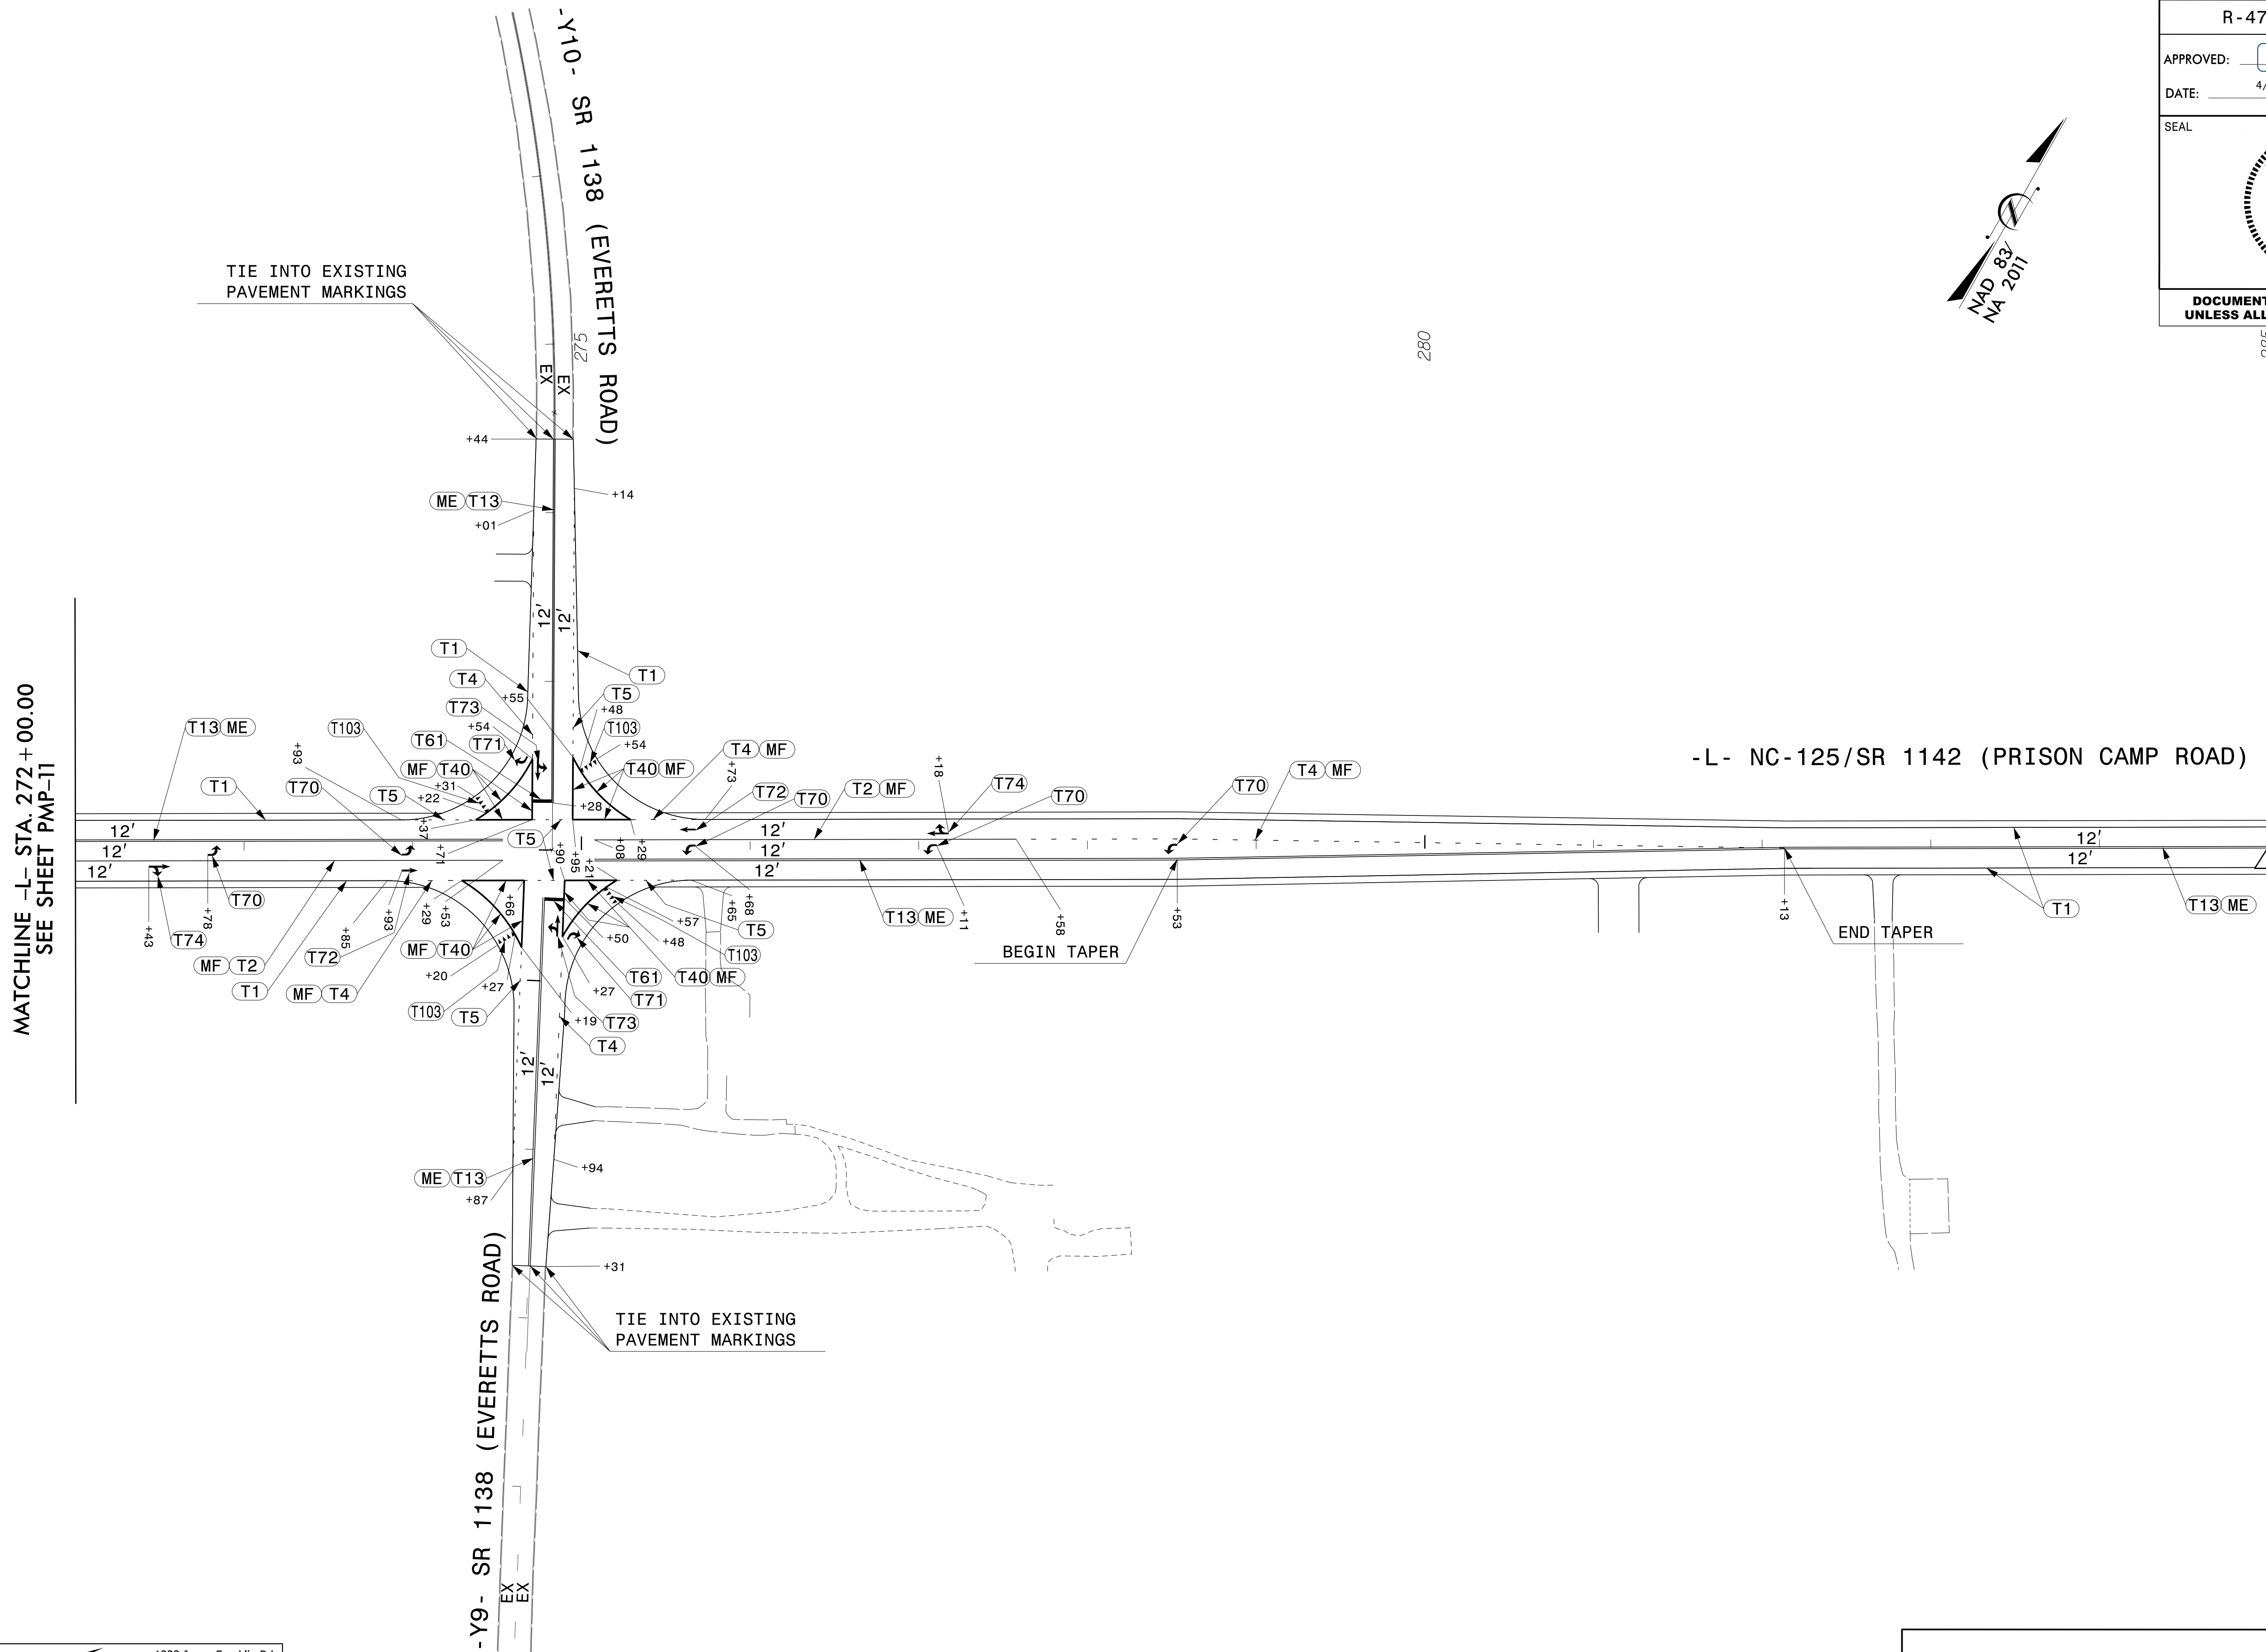 R-47
APPROVED:
DATE: 4/
SEAL
DOCUMENT
UNLESS ALL
-Y10- SR 1138 (EVERETTS ROAD)
NAD 83/
NA 2011
TIE INTO EXISTING
PAVEMENT MARKINGS
275
280
285
EX
EX
+44
+14
ME T13
+01
12'
12'
T1
T1
T4
T5
+55
+48
T73
T103
+54
T71
+54
T61
T103
MF T40
T40 MF
T4 MF
+31
+22
+28
+73
T72
T70
T2 MF
+18
T74
T70
T70
T4 MF
-L- NC-125/SR 1142 (PRISON CAMP ROAD)
MATCHLINE -L- STA. 272+00.00
SEE SHEET PMP-11
T13 ME
+93
T1
T70
T5
+37
+71
T5
+90
+95
+21
+08
+29
12'
12'
12'
12'
12'
12'
12'
12'
+43
T74
+78
T70
MF T2
T1
+85
+93
T72
MF T4
+29
+53
+66
MF T40
+20
+27
T103
T5
+50
+48
+57
+65
+68
T5
T103
T61
T40 MF
+27
T71
+19
T73
T4
T13 ME
+11
+58
+53
BEGIN TAPER
+13
END TAPER
T1
T13 ME
12'
12'
ME T13
+94
+87
+31
TIE INTO EXISTING
PAVEMENT MARKINGS
-Y9- SR 1138 (EVERETTS ROAD)
EX
EX